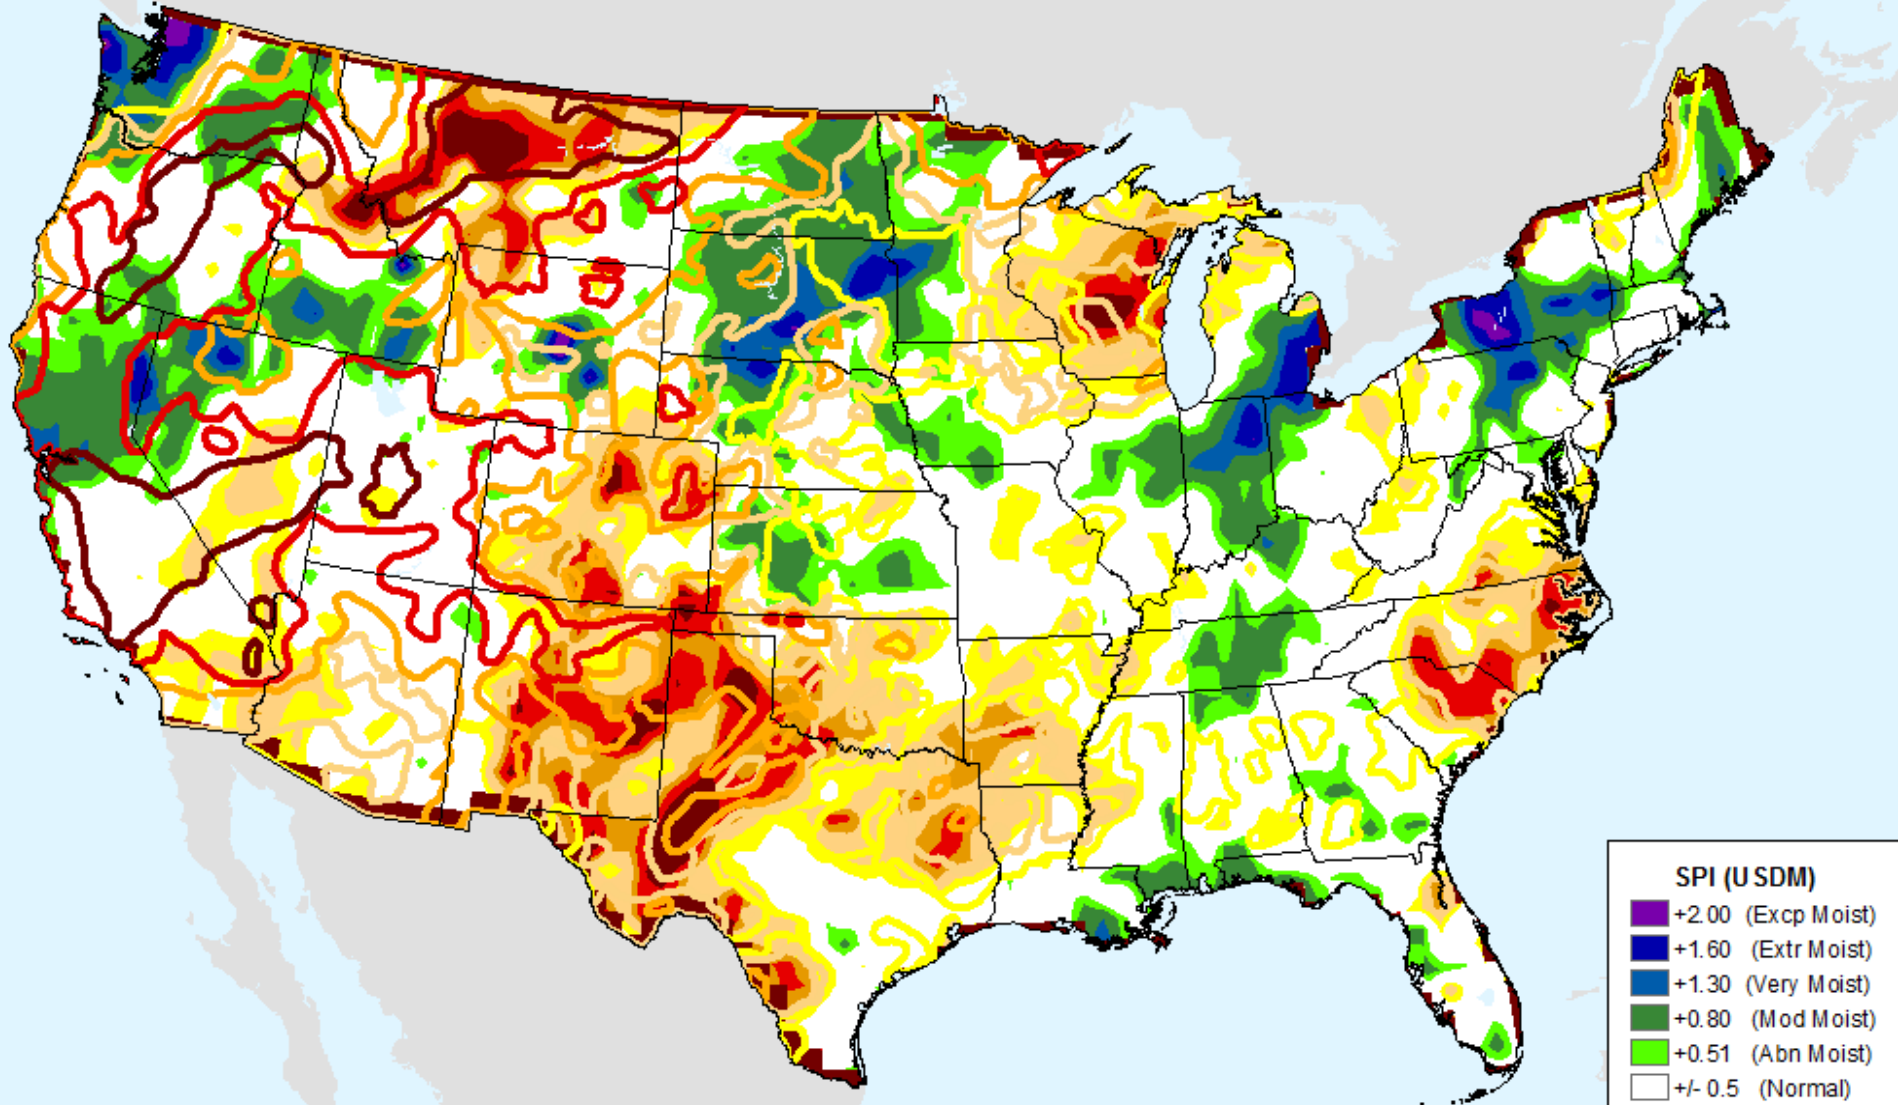 SPI (USDM)
+2.00 (Excp Moist)
+1.60 (Extr Moist)
+1.30 (Very Moist)
+0.80 (Mod Moist)
+0.51 (Abn Moist)
+/- 0.5 (Normal)